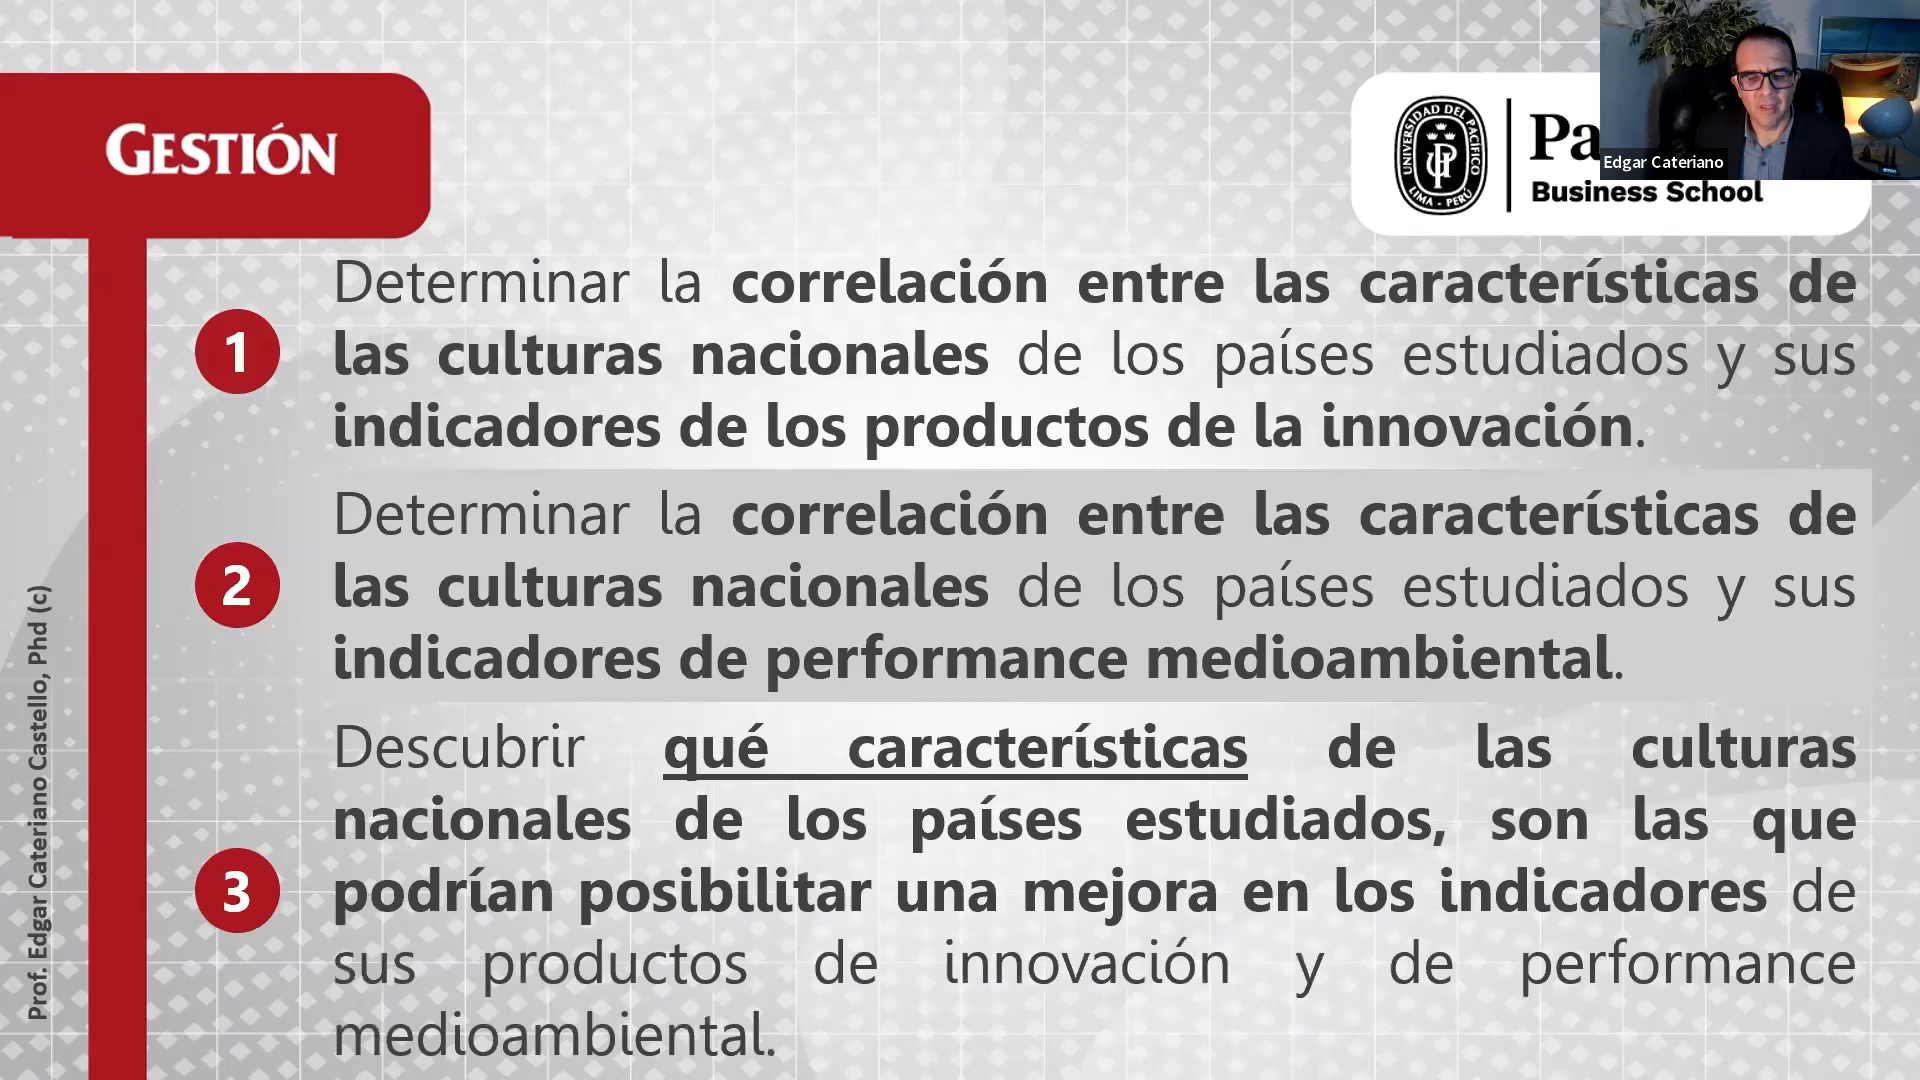 GESTIÓN
UNIVERSIDAD DEL PACÍFICO
LIMA - PERÚ
Pa
Business School
Edgar Cateriano
1
Determinar la correlación entre las características de
las culturas nacionales de los países estudiados y sus
indicadores de los productos de la innovación.
2
Determinar la correlación entre las características de
las culturas nacionales de los países estudiados y sus
indicadores de performance medioambiental.
3
Descubrir qué características de las culturas
nacionales de los países estudiados, son las que
podrían posibilitar una mejora en los indicadores de
sus productos de innovación y de performance
medioambiental.
Prof. Edgar Cateriano Castello, Phd (c)